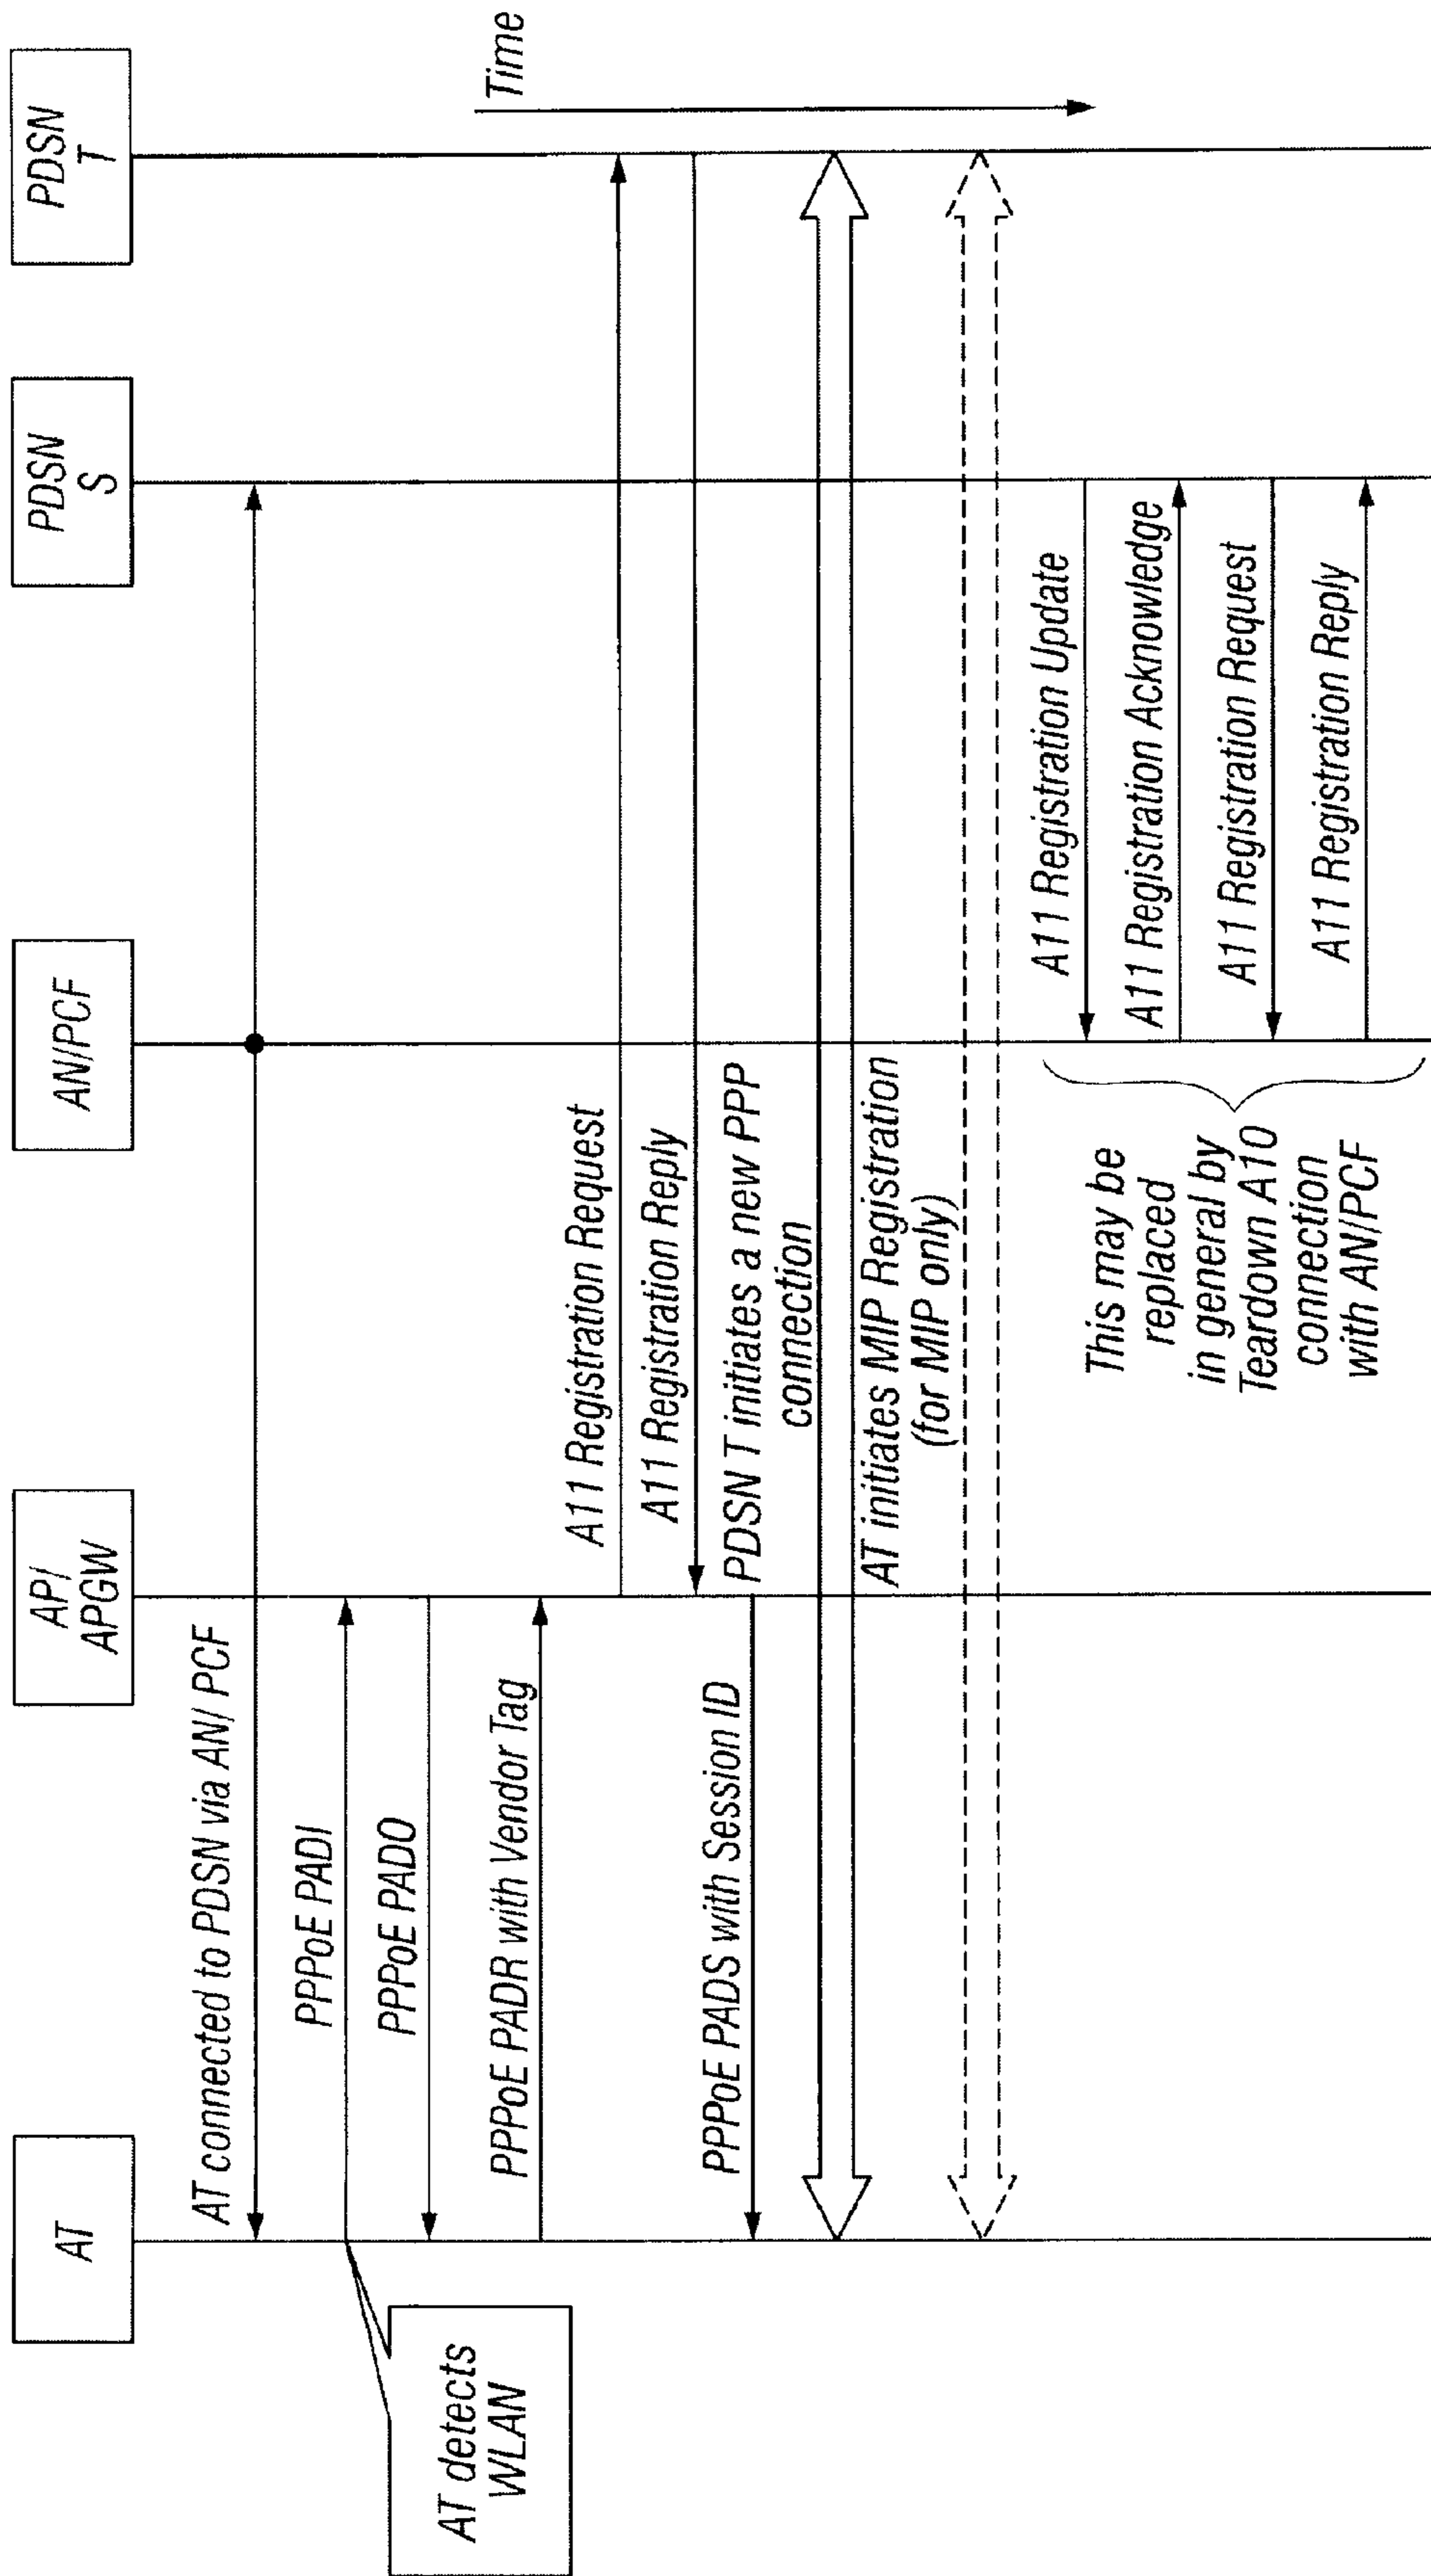 AT
AP/
APGW
AN/PCF
PDSN
S
PDSN
T
Time
AT connected to PDSN via AN/ PCF
AT detects
WLAN
PPPoE PADI
PPPoE PADO
PPPoE PADR with Vendor Tag
A11 Registration Request
A11 Registration Reply
PPPoE PADS with Session ID
PDSN T initiates a new PPP
connection
AT initiates MIP Registration
(for MIP only)
A11 Registration Update
A11 Registration Acknowledge
A11 Registration Request
A11 Registration Reply
This may be
replaced
in general by
Teardown A10
connection
with AN/PCF